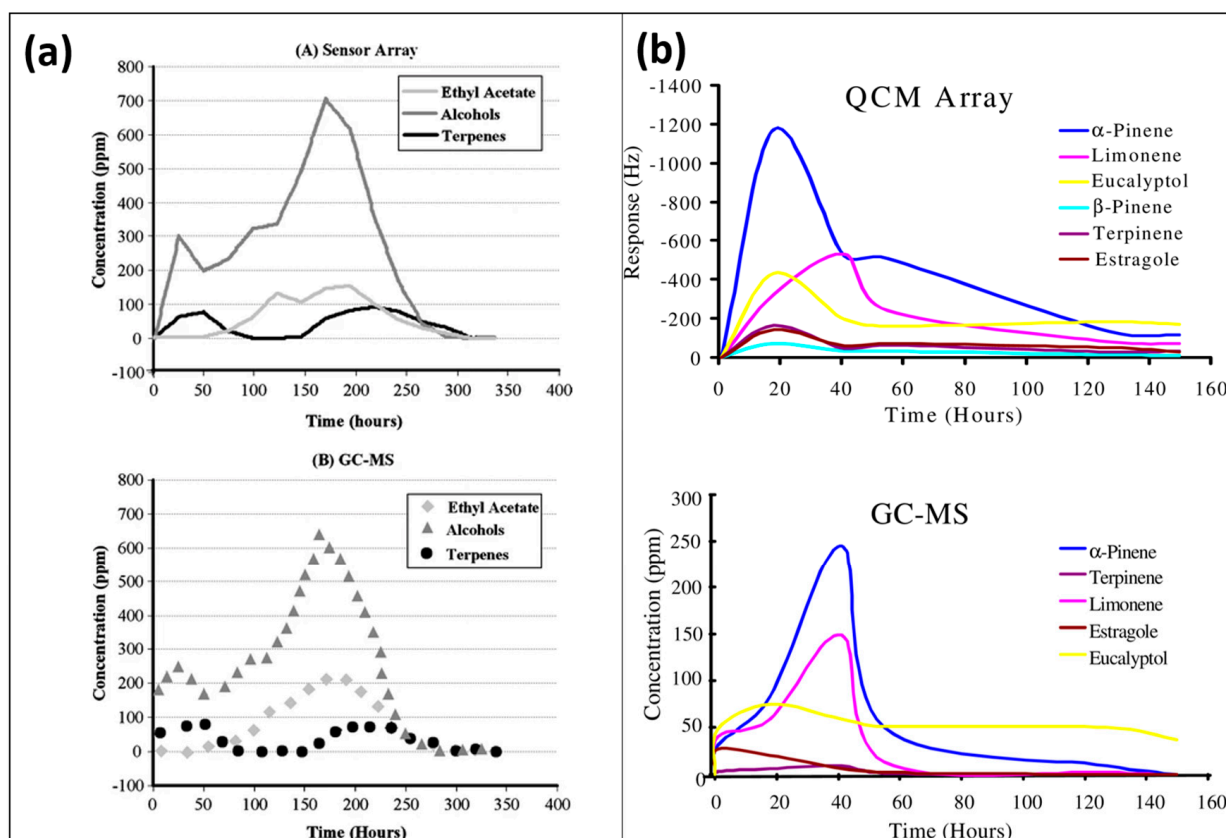 (a)
(A) Sensor Array
Concentration (ppm)
800
700
600
500
400
300
200
100
0
-100
0 50 100 150 200 250 300 350 400
Time (hours)
Ethyl Acetate
Alcohols
Terpenes
(B) GC-MS
Concentration (ppm)
800
700
600
500
400
300
200
100
0
-100
0 50 100 150 200 250 300 350 400
Time (Hours)
Ethyl Acetate
Alcohols
Terpenes
(b)
QCM Array
Response (Hz)
-1400
-1200
-1000
-800
-600
-400
-200
0
0 20 40 60 80 100 120 140 160
Time (Hours)
α-Pinene
Limonene
Eucalyptol
β-Pinene
Terpinene
Estragole
GC-MS
Concentration (ppm)
300
250
200
150
100
50
0
0 20 40 60 80 100 120 140 160
Time (Hours)
α-Pinene
Terpinene
Limonene
Estragole
Eucalyptol